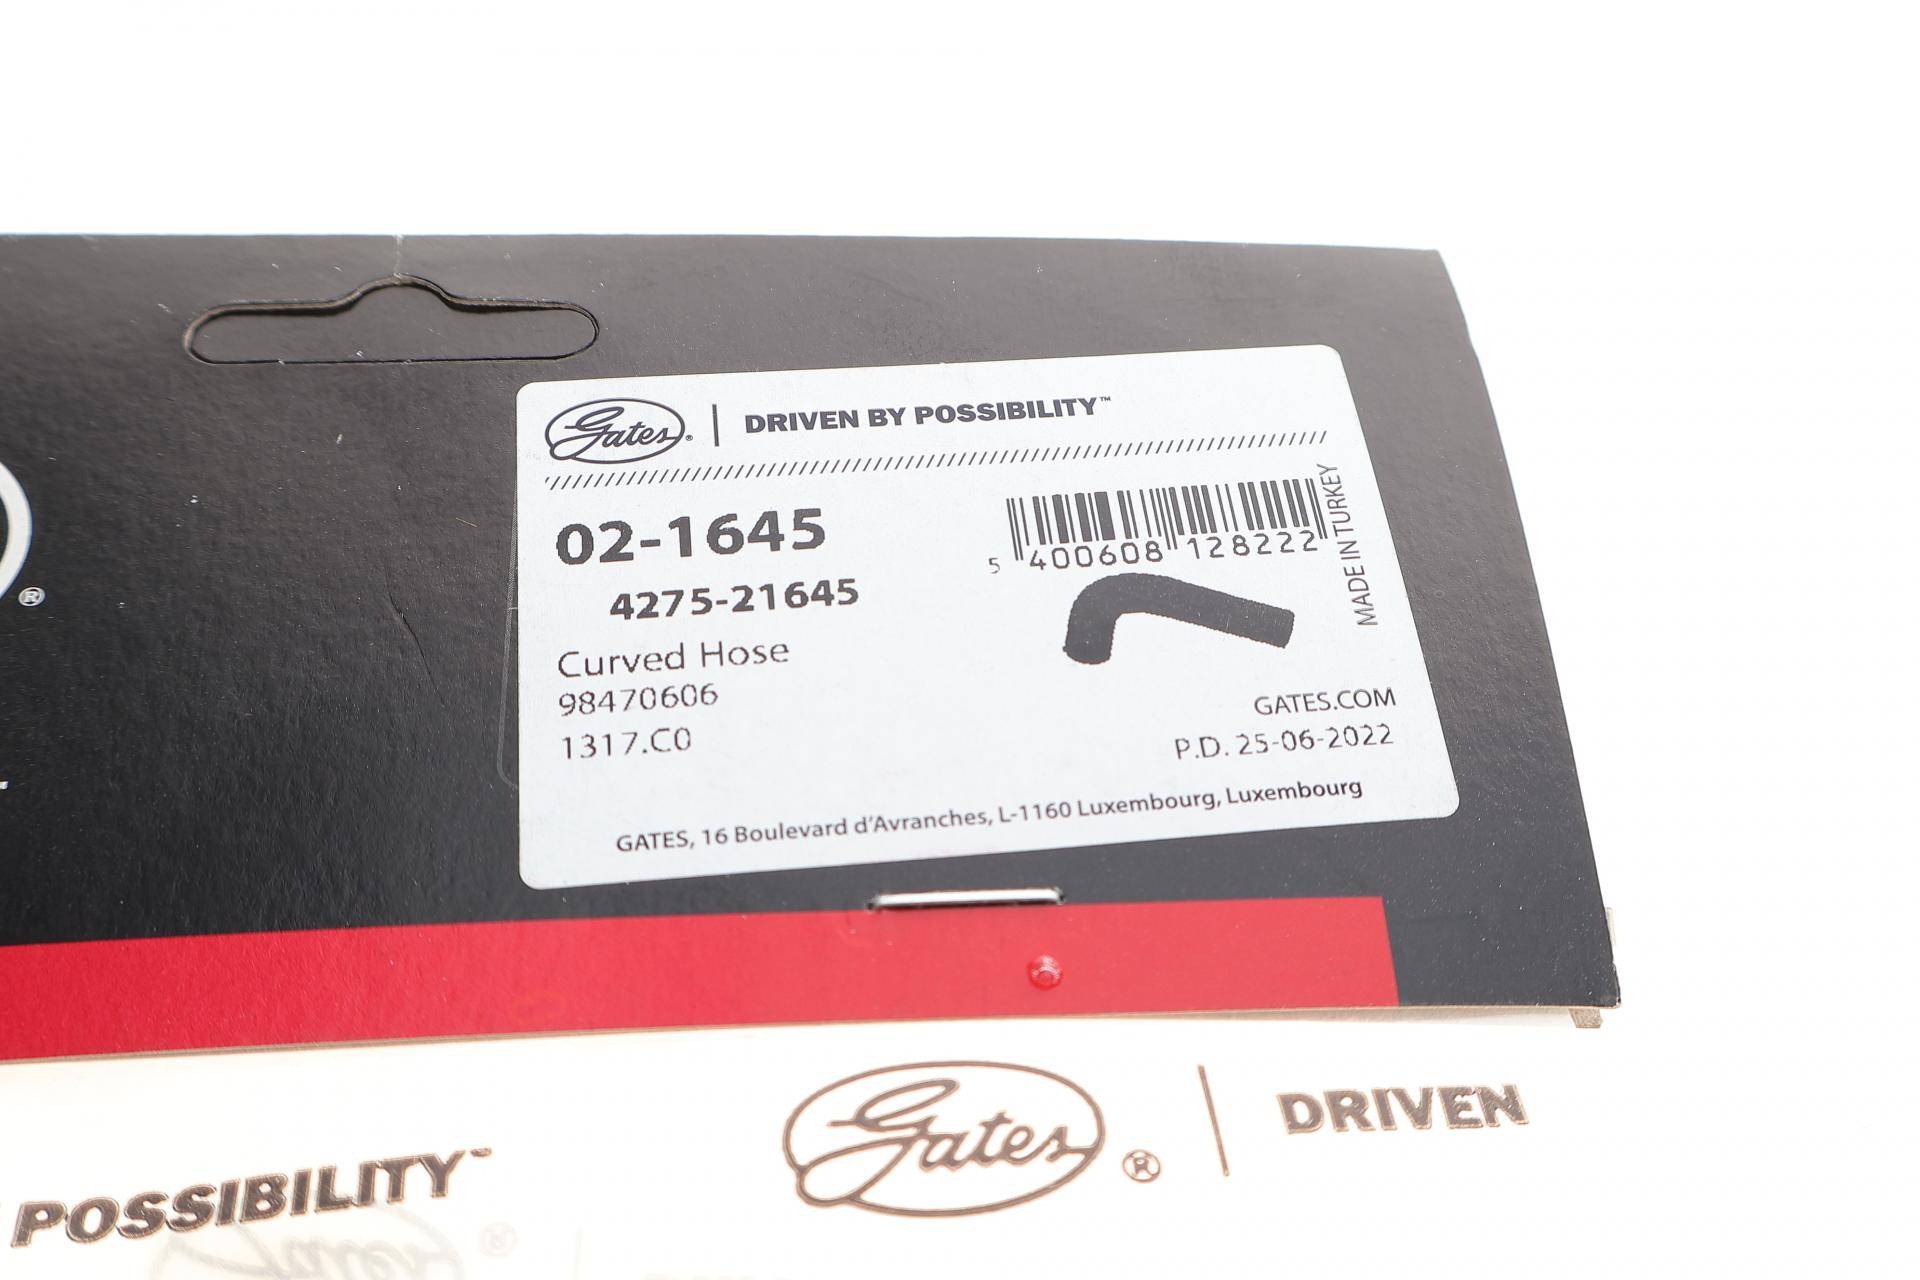 Gates® | DRIVEN BY POSSIBILITY™
02-1645
4275-21645
Curved Hose
98470606
1317.C0
5 400608 128222
MADE IN TURKEY
GATES.COM
P.D. 25-06-2022
GATES, 16 Boulevard d'Avranches, L-1160 Luxembourg, Luxembourg
®
POSSIBILITY™
Gates® | DRIVEN